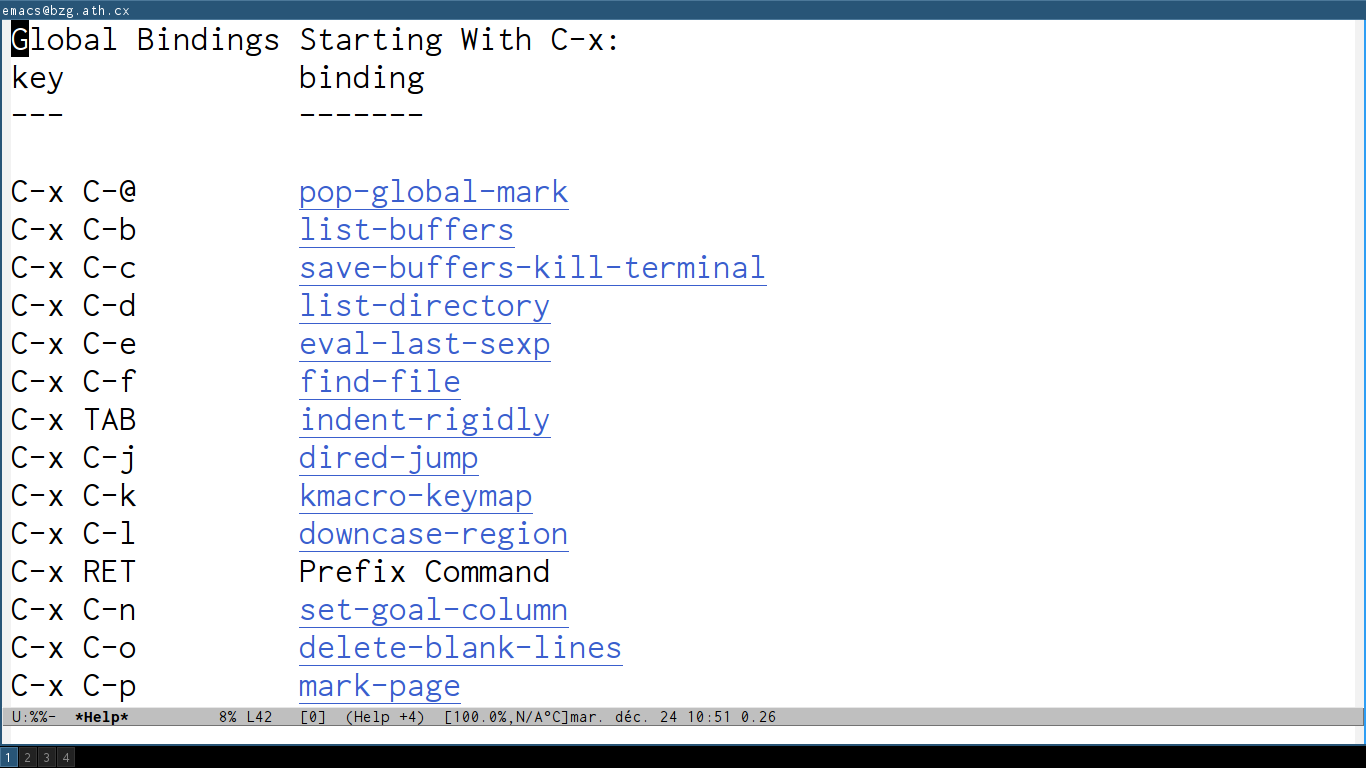 emacs@bzg.ath.cx
Global Bindings Starting With C-x:
key             binding
---             -------
C-x C-@         pop-global-mark
C-x C-b         list-buffers
C-x C-c         save-buffers-kill-terminal
C-x C-d         list-directory
C-x C-e         eval-last-sexp
C-x C-f         find-file
C-x TAB         indent-rigidly
C-x C-j         dired-jump
C-x C-k         kmacro-keymap
C-x C-l         downcase-region
C-x RET         Prefix Command
C-x C-n         set-goal-column
C-x C-o         delete-blank-lines
C-x C-p         mark-page
U:%%-  *Help*          8% L42   [0]  (Help +4)  [100.0%,N/A°C]mar. déc. 24 10:51 0.26
1 2 3 4